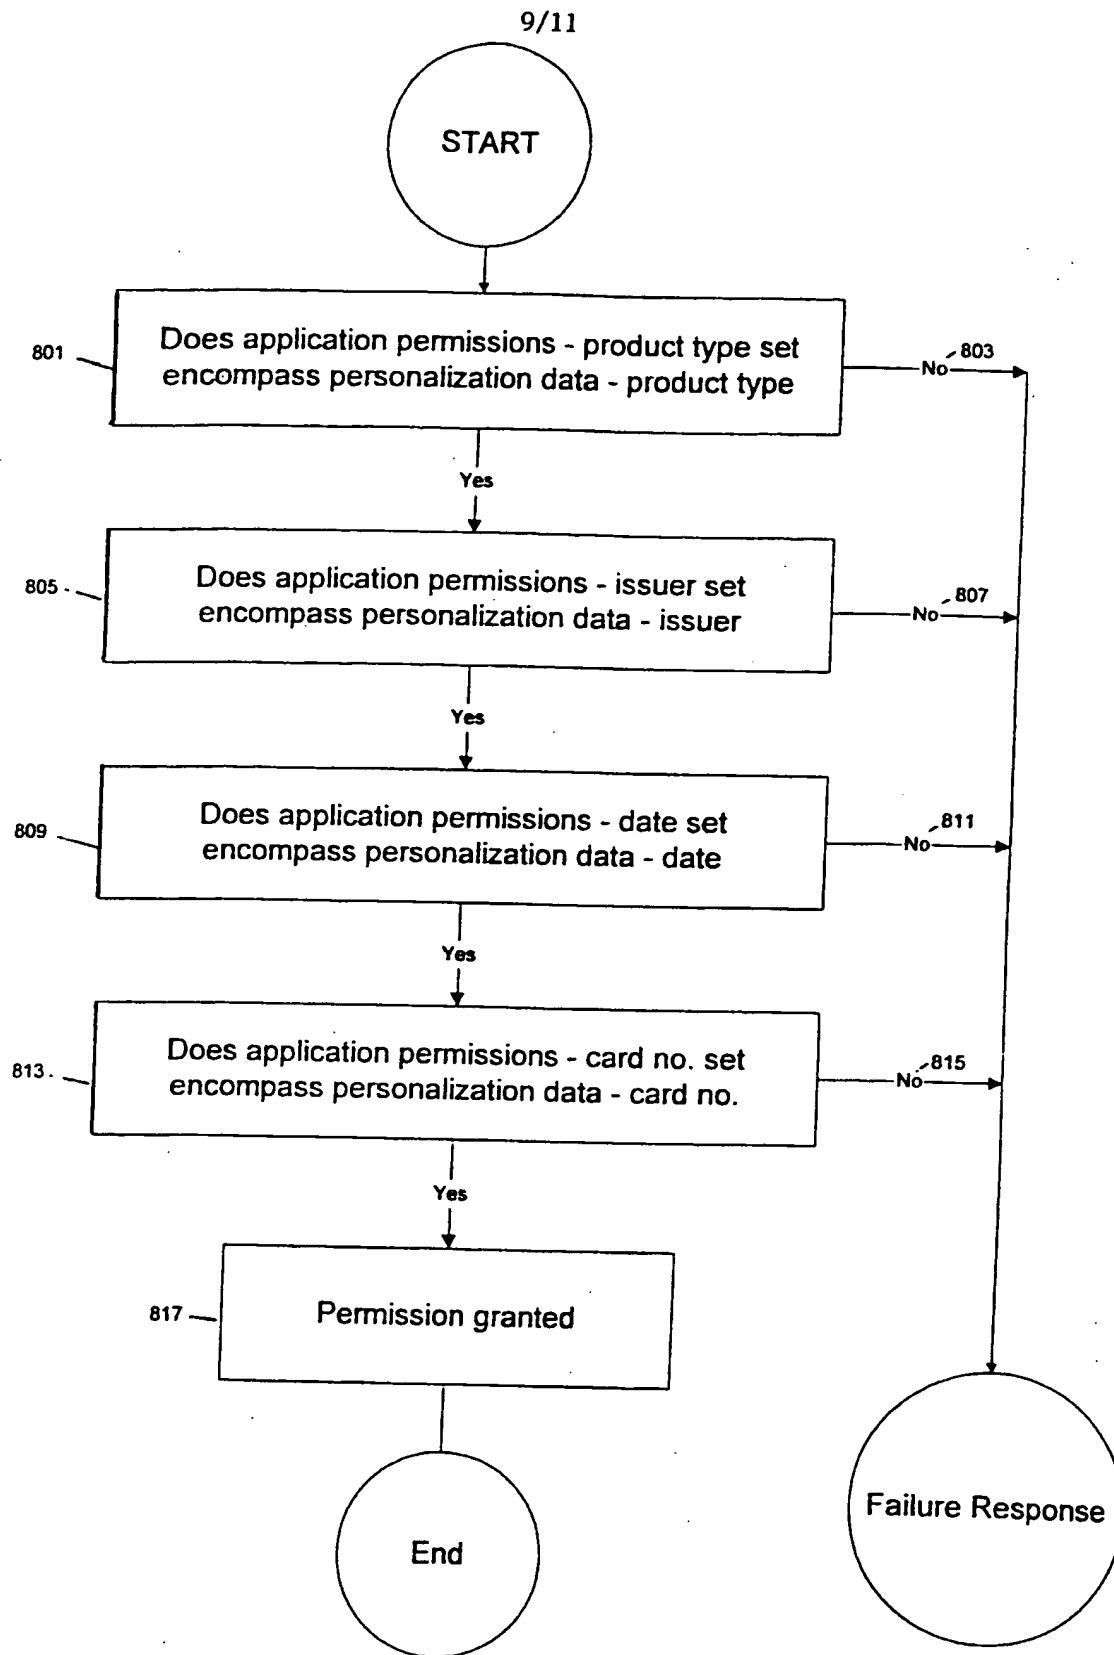 9/11
START
801
Does application permissions - product type set
encompass personalization data - product type
No
803
Yes
805
Does application permissions - issuer set
encompass personalization data - issuer
No
807
Yes
809
Does application permissions - date set
encompass personalization data - date
No
811
Yes
813
Does application permissions - card no. set
encompass personalization data - card no.
No
815
Yes
817
Permission granted
End
Failure Response